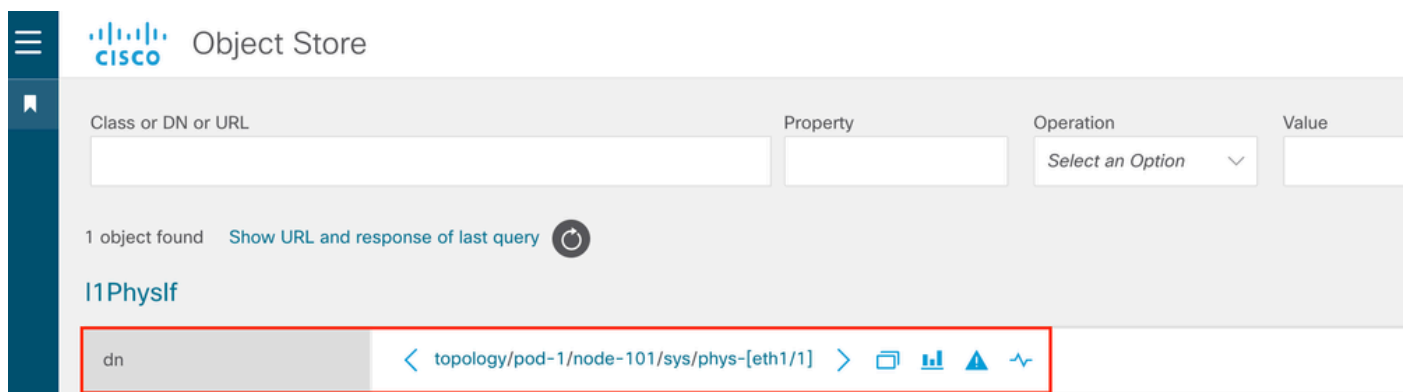 CISCO Object Store
Class or DN or URL Property Operation Value
Select an Option
1 object found Show URL and response of last query
l1PhysIf
dn topology/pod-1/node-101/sys/phys-[eth1/1]